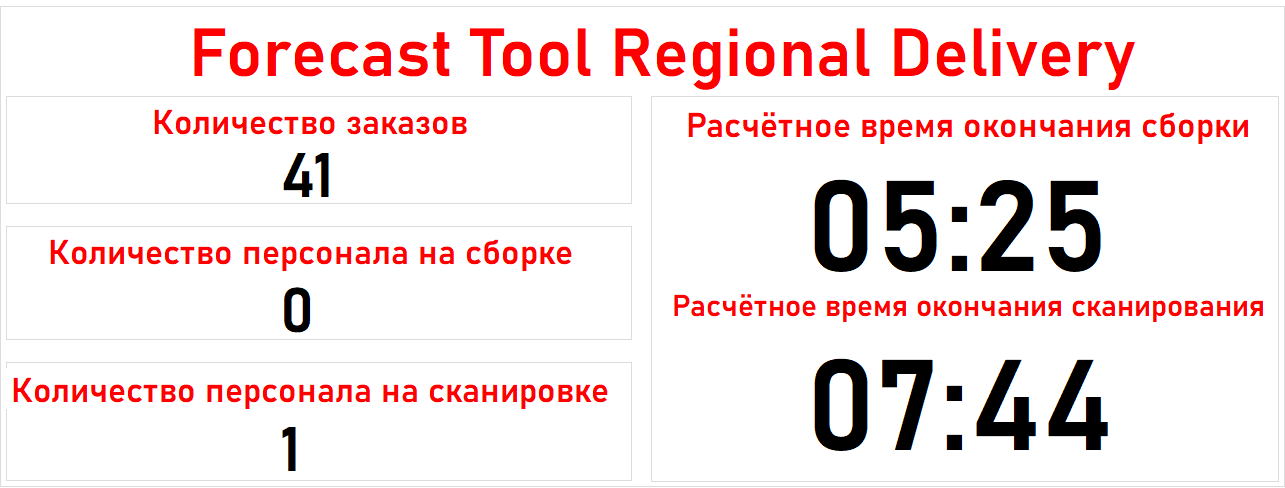 Forecast Tool Regional Delivery
Количество заказов
41
Количество персонала на сборке
0
Количество персонала на сканировке
1
Расчётное время окончания сборки
05:25
Расчётное время окончания сканирования
07:44